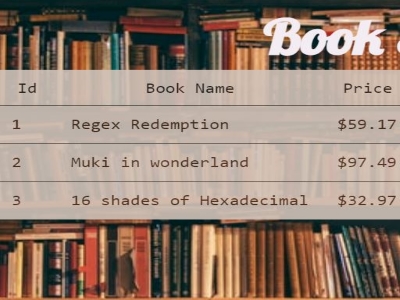 Book
Id Book Name Price
1 Regex Redemption $59.17
2 Muki in wonderland $97.49
3 16 shades of Hexadecimal $32.97